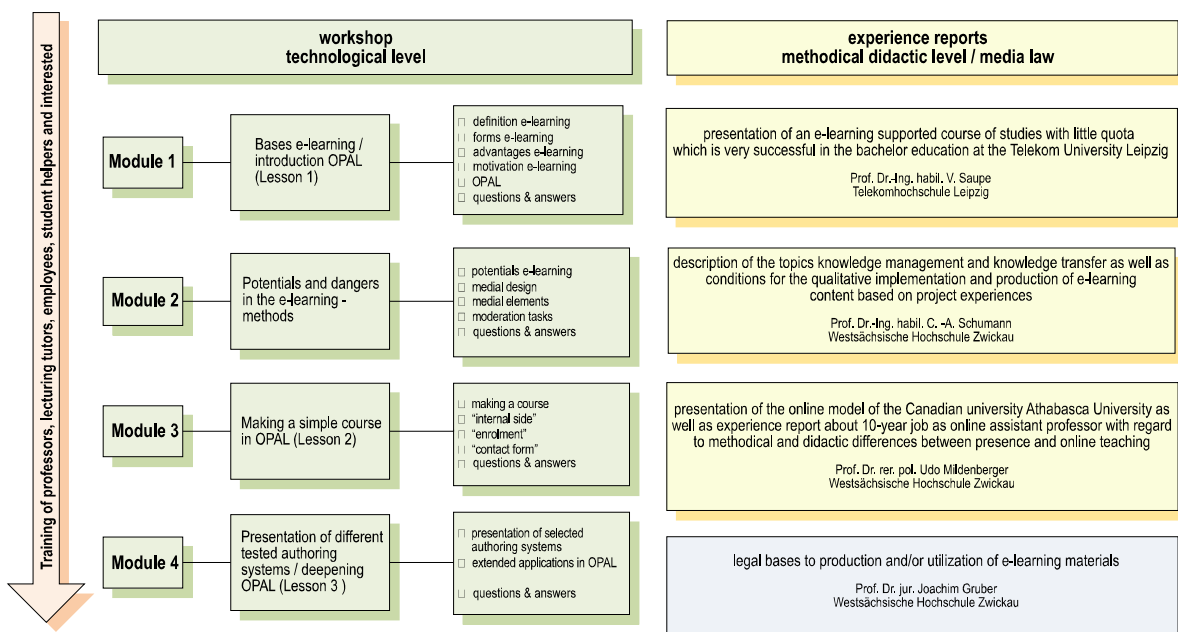 Training of professors, lecturing tutors, employees, student helpers and interested
workshop
technological level
experience reports
methodical didactic level / media law
Module 1
Bases e-learning /
introduction OPAL
(Lesson 1)
definition e-learning
forms e-learning
advantages e-learning
motivation e-learning
OPAL
questions & answers
presentation of an e-learning supported course of studies with little quota
which is very successful in the bachelor education at the Telekom University Leipzig
Prof. Dr.-Ing. habil. V. Saupe
Telekomhochschule Leipzig
Module 2
Potentials and dangers
in the e-learning -
methods
potentials e-learning
medial design
medial elements
moderation tasks
questions & answers
description of the topics knowledge management and knowledge transfer as well as
conditions for the qualitative implementation and production of e-learning
content based on project experiences
Prof. Dr.-Ing. habil. C. -A. Schumann
Westsächsische Hochschule Zwickau
Module 3
Making a simple course
in OPAL (Lesson 2)
making a course
"internal side"
"enrolment"
"contact form"
questions & answers
presentation of the online model of the Canadian university Athabasca University as
well as experience report about 10-year job as online assistant professor with regard
to methodical and didactic differences between presence and online teaching
Prof. Dr. rer. pol. Udo Mildenberger
Westsächsische Hochschule Zwickau
Module 4
Presentation of different
tested authoring
systems / deepening
OPAL (Lesson 3 )
presentation of selected
authoring systems
extended applications in OPAL
questions & answers
legal bases to production and/or utilization of e-learning materials
Prof. Dr. jur. Joachim Gruber
Westsächsische Hochschule Zwickau